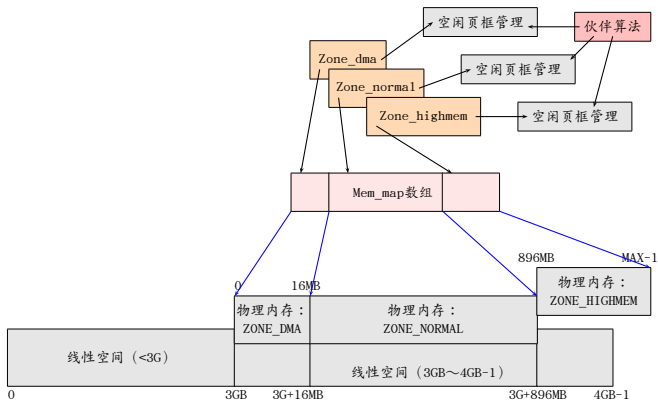 空闲页框管理
伙伴算法
Zone_dma
空闲页框管理
Zone_normal
Zone_highmem
空闲页框管理
Mem_map数组
896MB
MAX-1
0
16MB
物理内存：
ZONE_HIGHMEM
物理内存：
ZONE_DMA
物理内存：
ZONE_NORMAL
线性空间（<3G）
线性空间（3GB～4GB-1）
0
3GB
3G+16MB
3G+896MB
4GB-1